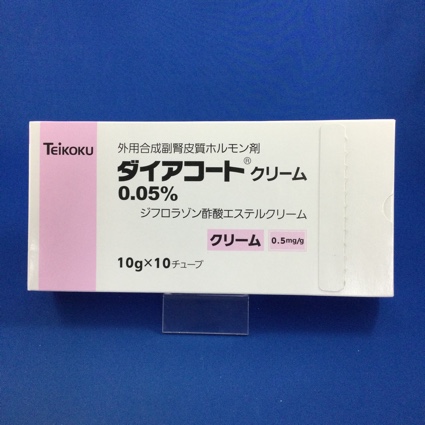 TEIKOKU
外用合成副腎皮質ホルモン剤
ダイアコート®クリーム
0.05%
ジフロラゾン酢酸エステルクリーム
クリーム 0.5mg/g
10g×10チューブ